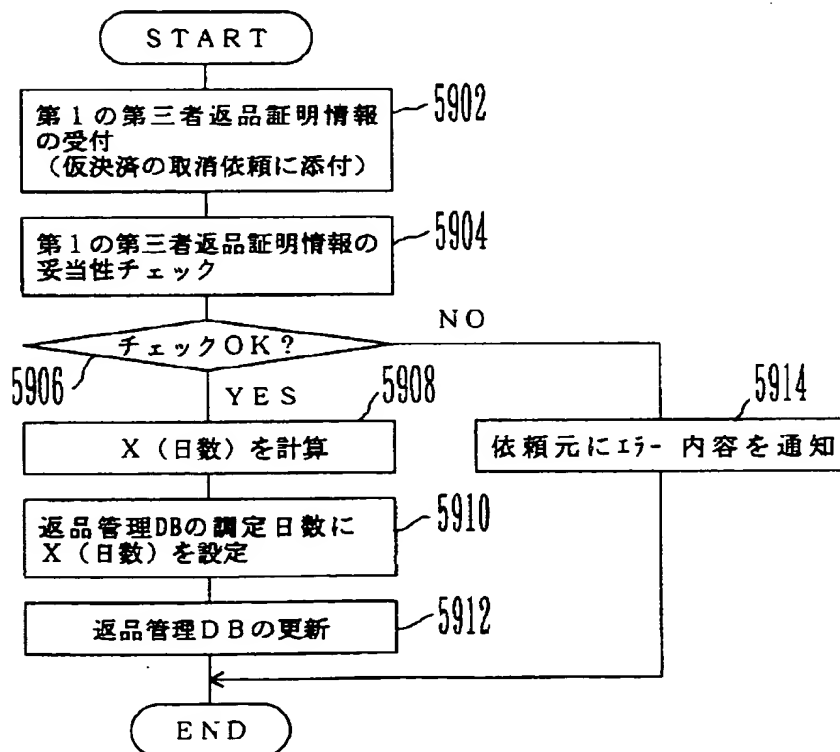 START
第1の第三者返品証明情報
の受付
(仮決済の取消依頼に添付)
5902
第1の第三者返品証明情報の
妥当性チェック
5904
チェックOK?
NO
5906
YES
5908
5914
X(日数)を計算
依頼元にエラー内容を通知
返品管理DBの調定日数に
X(日数)を設定
5910
返品管理DBの更新
5912
END